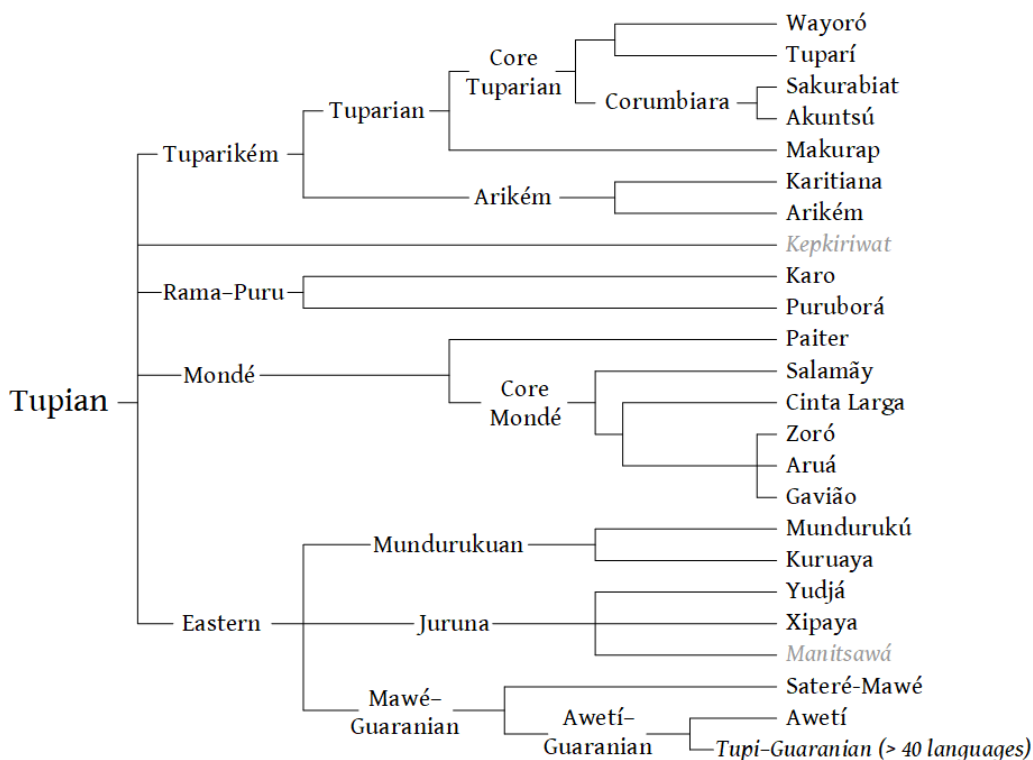 Wayoró
Core
Tuparian
Tuparí
Sakurabiat
Tuparian
Corumbiara
Akuntsú
Tuparikém
Makurap
Karitiana
Arikém
Arikém
Kepkiriwat
Karo
Rama–Puru
Puruborá
Paiter
Mondé
Salamãy
Core
Mondé
Tupian
Cinta Larga
Zoró
Aruá
Gavião
Mundurukú
Mundurukuan
Kuruaya
Yudjá
Eastern
Juruna
Xipaya
Manitsawá
Sateré-Mawé
Mawé–
Guaranian
Awetí–
Guaranian
Awetí
Tupi–Guaranian (> 40 languages)